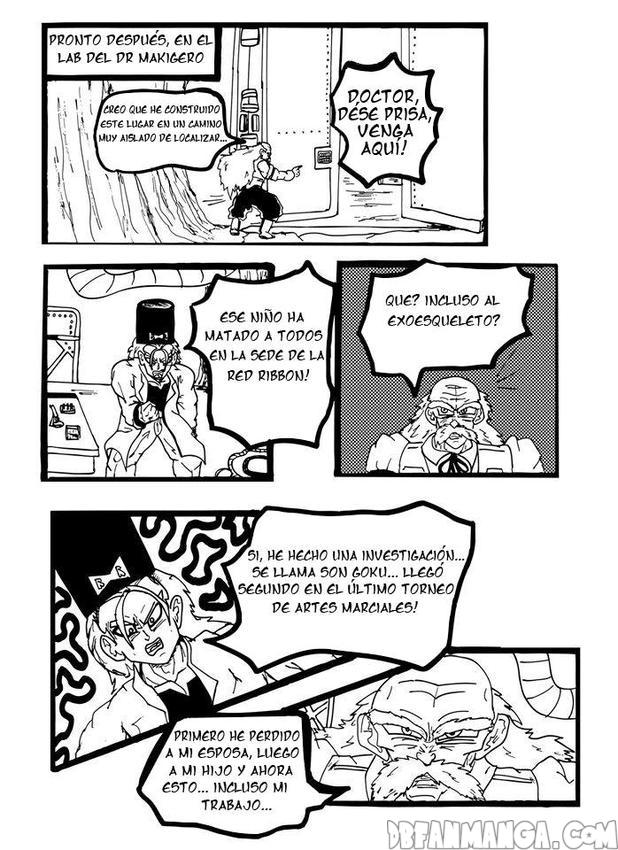 PRONTO DESPUÉS, EN EL
LAB DEL DR MAKIGERO
CREO QUE HE CONSTRUIDO
ESTE LUGAR EN UN CAMINO
MUY AISLADO DE LOCALIZAR...
DOCTOR,
DESE PRISA,
VENGA
AQUÍ!
ESE NIÑO HA
MATADO A TODOS
EN LA SEDE DE LA
RED RIBBON!
QUE? INCLUSO AL
EXOESQUELETO?
SI, HE HECHO UNA INVESTIGACIÓN...
SE LLAMA SON GOKU... LLEGÓ
SEGUNDO EN EL ÚLTIMO TORNEO
DE ARTES MARCIALES!
B R
PRIMERO HE PERDIDO
A MI ESPOSA, LUEGO
A MI HIJO Y AHORA
ESTO... INCLUSO MI
TRABAJO...
DBFANMANGA.COM